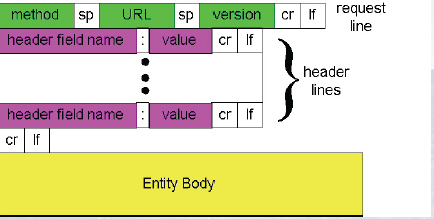 method sp URL sp version cr lf request line
header field name : value cr lf
header lines
header field name : value cr lf
cr lf
Entity Body